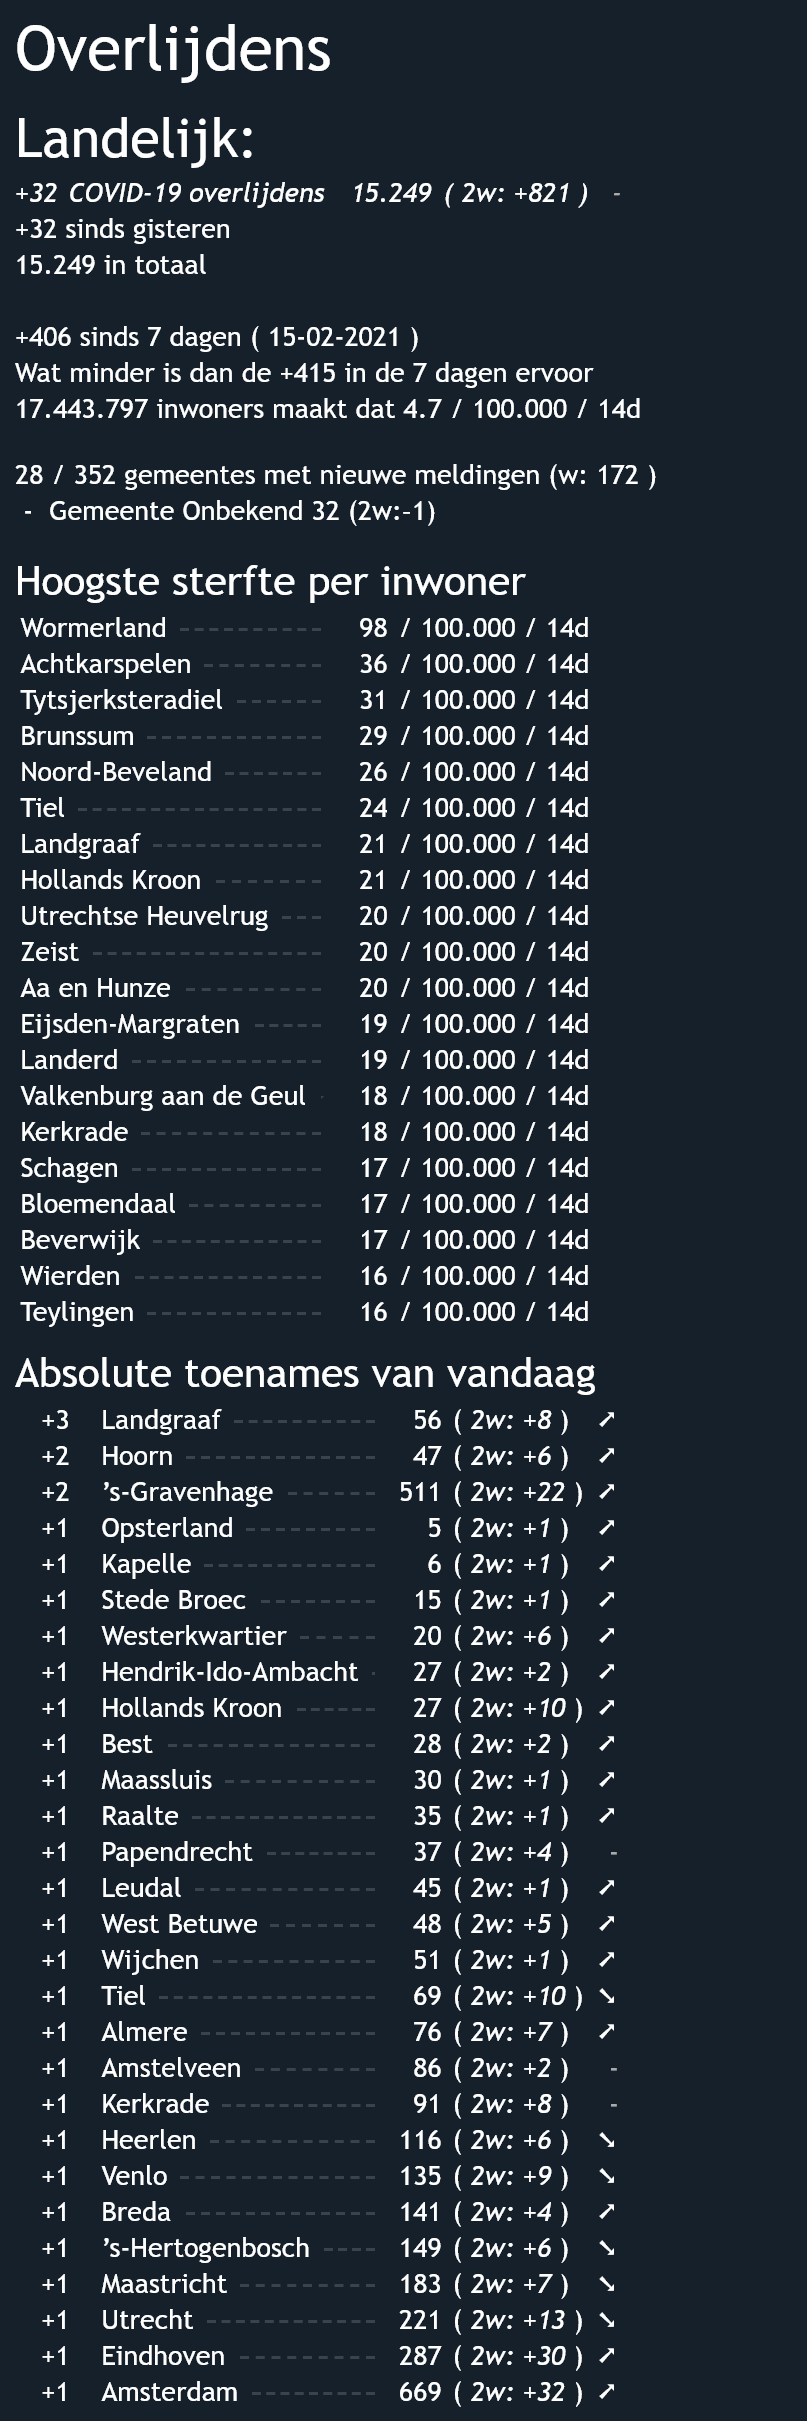 Overlijdens
Landelijk:
+32 COVID-19 overlijdens 15.249 ( 2w: +821 ) -
+32 sinds gisteren
15.249 in totaal
+406 sinds 7 dagen ( 15-02-2021 )
Wat minder is dan de +415 in de 7 dagen ervoor
17.443.797 inwoners maakt dat 4.7 / 100.000 / 14d
28 / 352 gemeentes met nieuwe meldingen (w: 172 )
- Gemeente Onbekend 32 (2w:-1)
Hoogste sterfte per inwoner
Wormerland ---------- 98 / 100.000 / 14d
Achtkarspelen -------- 36 / 100.000 / 14d
Tytsjerksteradiel ------ 31 / 100.000 / 14d
Brunssum ------------ 29 / 100.000 / 14d
Noord-Beveland ------- 26 / 100.000 / 14d
Tiel ----------------- 24 / 100.000 / 14d
Landgraaf ------------ 21 / 100.000 / 14d
Hollands Kroon ------- 21 / 100.000 / 14d
Utrechtse Heuvelrug --- 20 / 100.000 / 14d
Zeist ---------------- 20 / 100.000 / 14d
Aa en Hunze ---------- 20 / 100.000 / 14d
Eijsden-Margraten ----- 19 / 100.000 / 14d
Landerd ------------- 19 / 100.000 / 14d
Valkenburg aan de Geul - 18 / 100.000 / 14d
Kerkrade ------------ 18 / 100.000 / 14d
Schagen ------------- 17 / 100.000 / 14d
Bloemendaal --------- 17 / 100.000 / 14d
Beverwijk ------------ 17 / 100.000 / 14d
Wierden ------------- 16 / 100.000 / 14d
Teylingen ------------ 16 / 100.000 / 14d
Absolute toenames van vandaag
+3 Landgraaf ---------- 56 ( 2w: +8 ) ➚
+2 Hoorn ------------- 47 ( 2w: +6 ) ➚
+2 ’s-Gravenhage ------ 511 ( 2w: +22 ) ➚
+1 Opsterland --------- 5 ( 2w: +1 ) ➚
+1 Kapelle ------------ 6 ( 2w: +1 ) ➚
+1 Stede Broec -------- 15 ( 2w: +1 ) ➚
+1 Westerkwartier ----- 20 ( 2w: +6 ) ➚
+1 Hendrik-Ido-Ambacht - 27 ( 2w: +2 ) ➚
+1 Hollands Kroon ------ 27 ( 2w: +10 ) ➚
+1 Best -------------- 28 ( 2w: +2 ) ➚
+1 Maassluis ----------- 30 ( 2w: +1 ) ➚
+1 Raalte ------------- 35 ( 2w: +1 ) ➚
+1 Papendrecht -------- 37 ( 2w: +4 ) -
+1 Leudal ------------- 45 ( 2w: +1 ) ➚
+1 West Betuwe -------- 48 ( 2w: +5 ) ➚
+1 Wijchen ------------ 51 ( 2w: +1 ) ➚
+1 Tiel --------------- 69 ( 2w: +10 ) ➘
+1 Almere ------------ 76 ( 2w: +7 ) ➚
+1 Amstelveen --------- 86 ( 2w: +2 ) -
+1 Kerkrade ----------- 91 ( 2w: +8 ) -
+1 Heerlen ------------ 116 ( 2w: +6 ) ➘
+1 Venlo -------------- 135 ( 2w: +9 ) ➘
+1 Breda ------------- 141 ( 2w: +4 ) ➚
+1 ’s-Hertogenbosch ---- 149 ( 2w: +6 ) ➘
+1 Maastricht ---------- 183 ( 2w: +7 ) ➘
+1 Utrecht ------------ 221 ( 2w: +13 ) ➘
+1 Eindhoven ---------- 287 ( 2w: +30 ) ➚
+1 Amsterdam --------- 669 ( 2w: +32 ) ➚